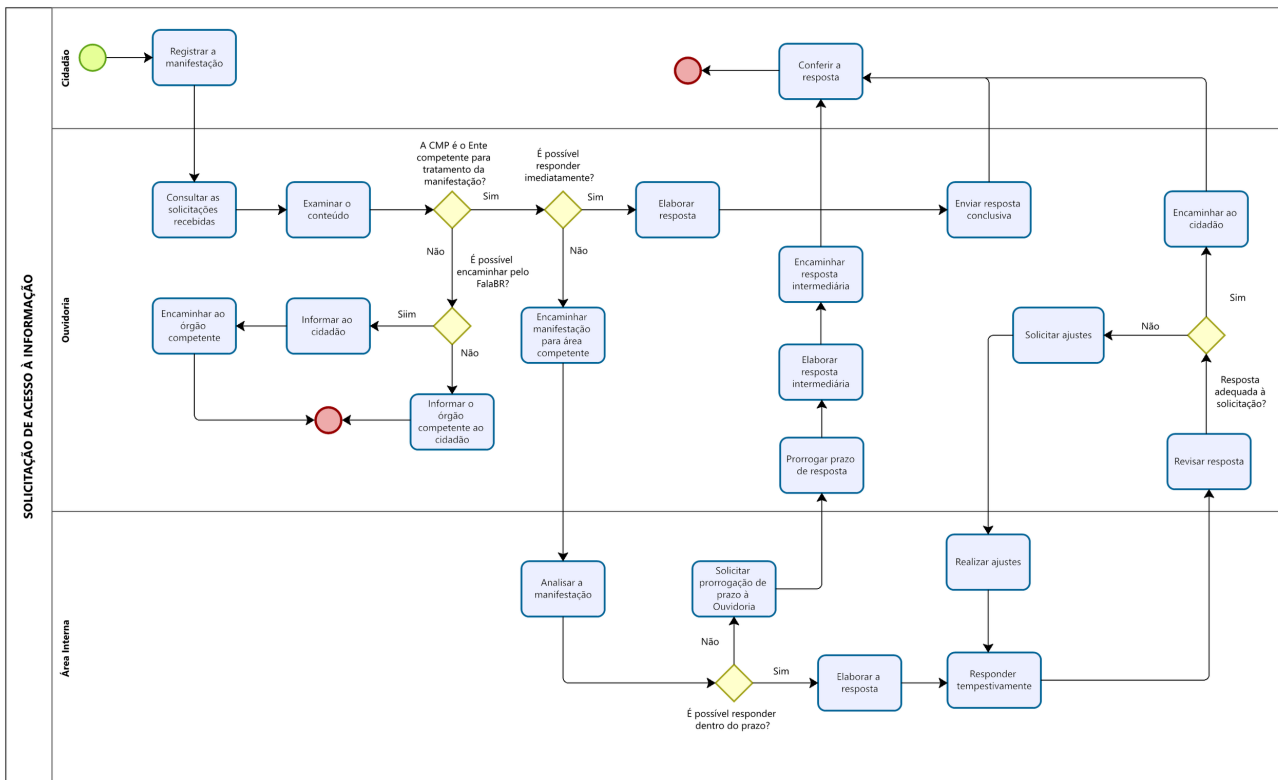 SOLICITAÇÃO DE ACESSO À INFORMAÇÃO
Cidadão
Registrar a
manifestação
Conferir a
resposta
Ouvidoria
A CMP é o Ente
competente para
tratamento da
manifestação?
É possível
responder
imediatamente?
Consultar as
solicitações
recebidas
Examinar o
conteúdo
Sim
Sim
Elaborar
resposta
Enviar resposta
conclusiva
Encaminhar ao
cidadão
Não
Não
É possível
encaminhar pelo
FalaBR?
Encaminhar
resposta
intermediária
Sim
Encaminhar ao
órgão
competente
Informar ao
cidadão
Siim
Não
Encaminhar
manifestação
para área
competente
Elaborar
resposta
intermediária
Solicitar ajustes
Não
Resposta
adequada à
solicitação?
Informar o
órgão
competente ao
cidadão
Prorrogar prazo
de resposta
Revisar resposta
Área Interna
Analisar a
manifestação
Solicitar
prorrogação de
prazo à
Ouvidoria
Realizar ajustes
Não
Sim
Elaborar a
resposta
Responder
tempestivamente
É possível responder
dentro do prazo?